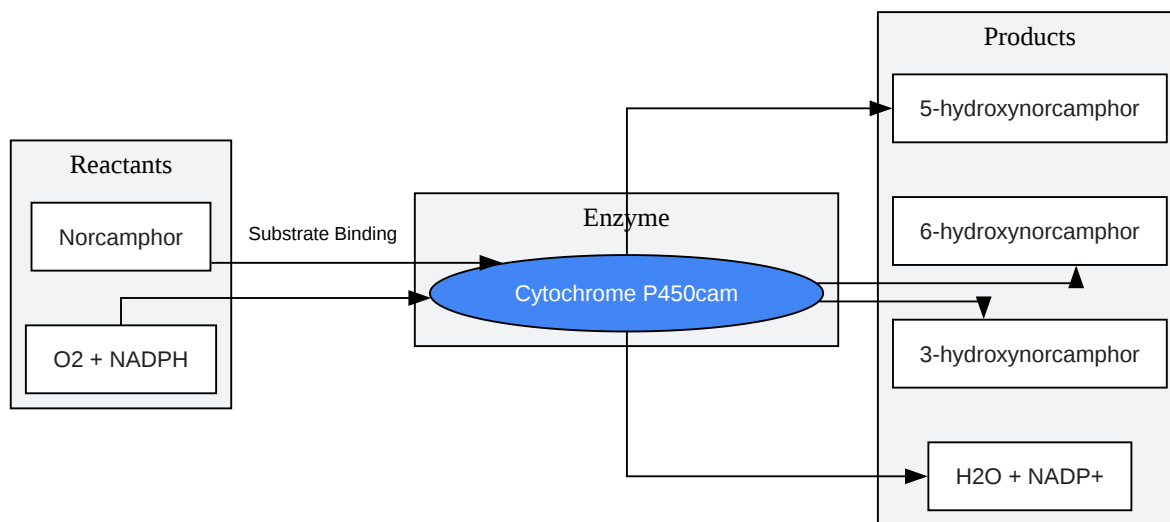 Reactants
Norcamphor
O2 + NADPH
Substrate Binding
Enzyme
Cytochrome P450cam
Products
5-hydroxynorcamphor
6-hydroxynorcamphor
3-hydroxynorcamphor
H2O + NADP+